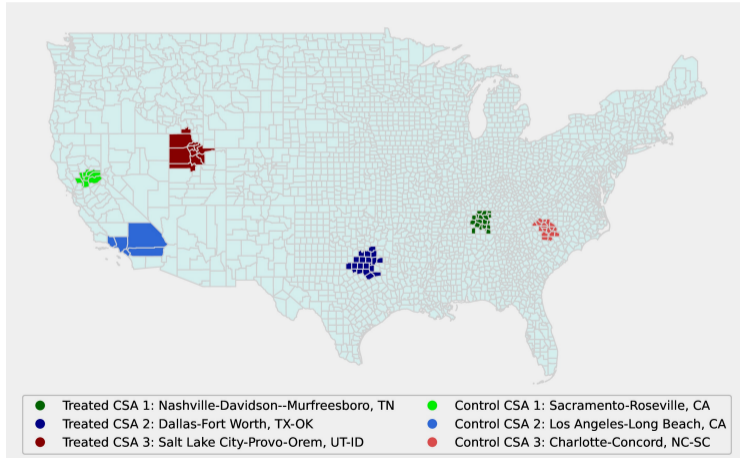 Treated CSA 1: Nashville-Davidson--Murfreesboro, TN
Treated CSA 2: Dallas-Fort Worth, TX-OK
Treated CSA 3: Salt Lake City-Provo-Orem, UT-ID
Control CSA 1: Sacramento-Roseville, CA
Control CSA 2: Los Angeles-Long Beach, CA
Control CSA 3: Charlotte-Concord, NC-SC